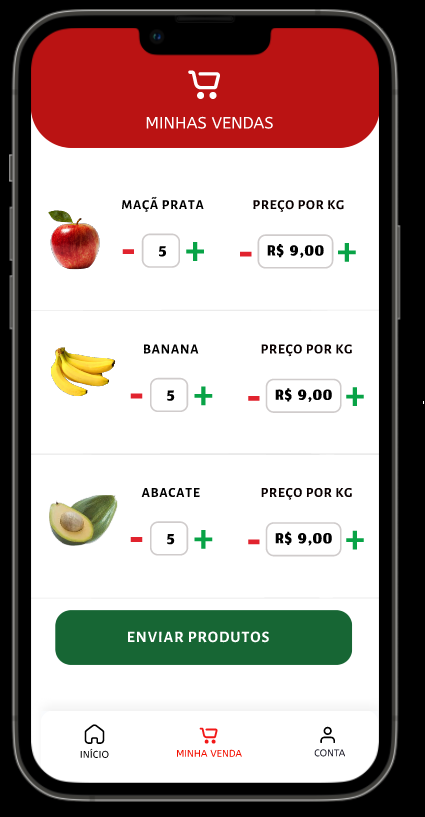 MINHAS VENDAS
MAÇÃ PRATA PREÇO POR KG
- 5 + - R$ 9,00 +
BANANA PREÇO POR KG
- 5 + - R$ 9,00 +
ABACATE PREÇO POR KG
- 5 + - R$ 9,00 +
ENVIAR PRODUTOS
INÍCIO MINHA VENDA CONTA